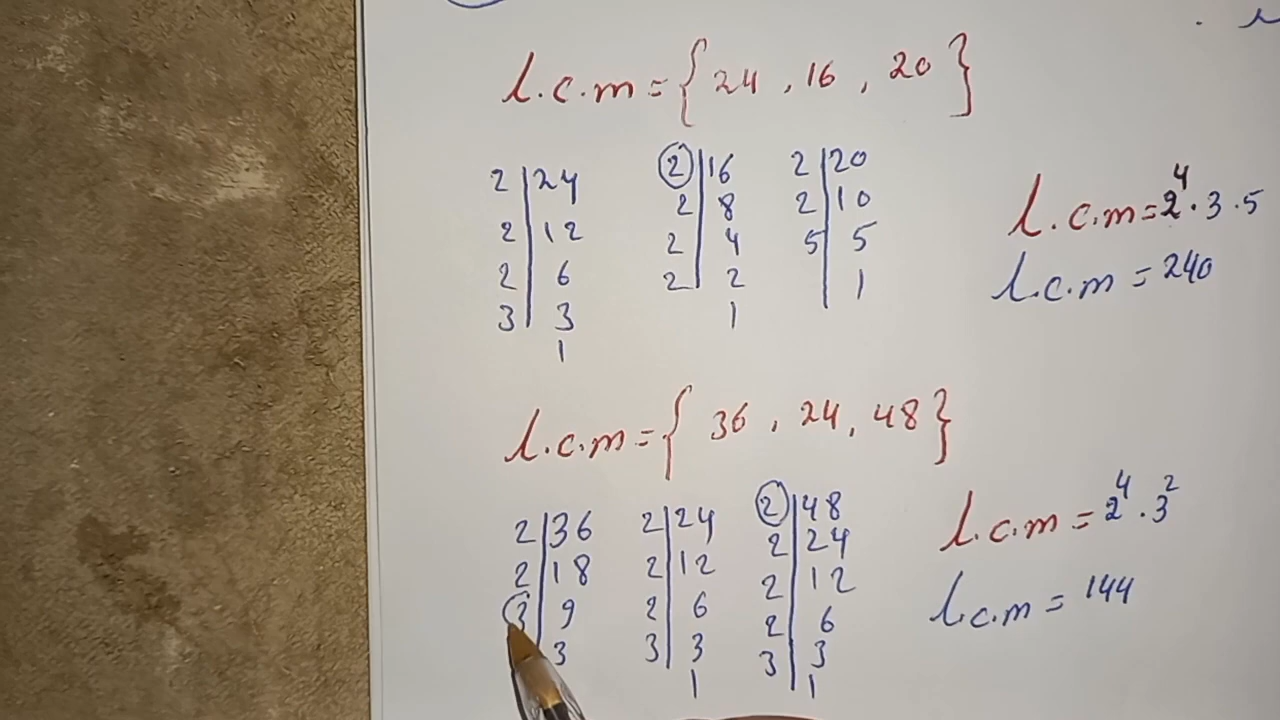 l.c.m = { 24 , 16 , 20 }
2 | 24
2 | 12
2 | 6
3 | 3
1
2 | 16
2 | 8
2 | 4
2 | 2
1
2 | 20
2 | 10
5 | 5
1
l.c.m = 2⁴ · 3 · 5
l.c.m = 240
l.c.m = { 36 , 24 , 48 }
2 | 36
2 | 18
3 | 9
3
2 | 24
2 | 12
2 | 6
3 | 3
1
2 | 48
2 | 24
2 | 12
2 | 6
3 | 3
1
l.c.m = 2⁴ · 3²
l.c.m = 144